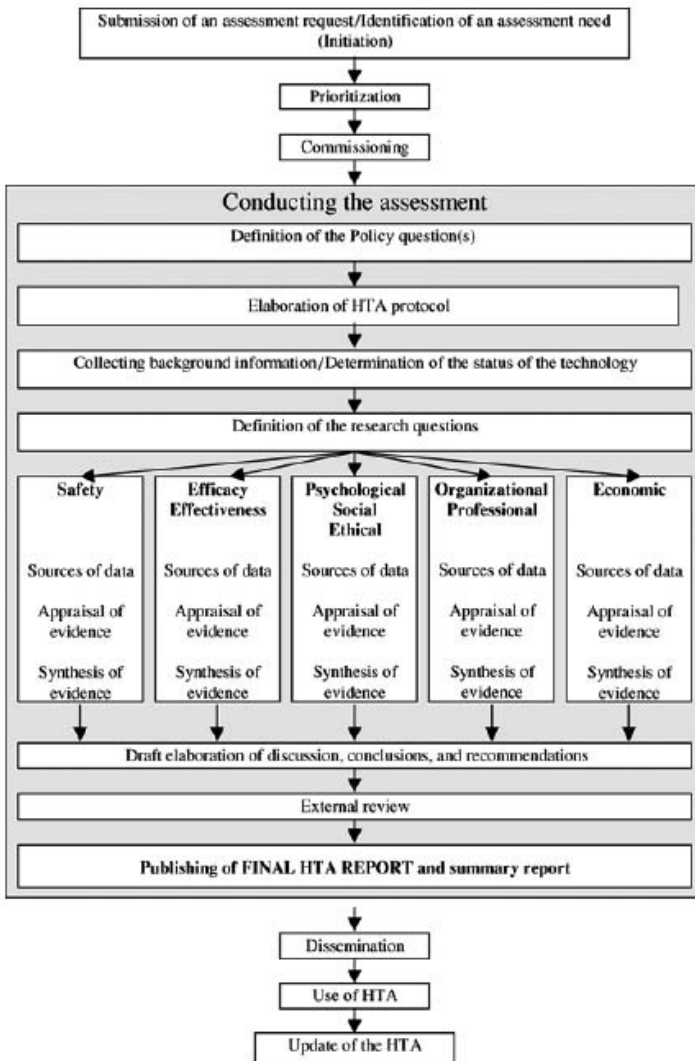 Submission of an assessment request/Identification of an assessment need
(Initiation)
Prioritization
Commissioning
Conducting the assessment
Definition of the Policy question(s)
Elaboration of HTA protocol
Collecting background information/Determination of the status of the technology
Definition of the research questions
Safety
Sources of data
Appraisal of
evidence
Synthesis of
evidence
Efficacy
Effectiveness
Sources of data
Appraisal of
evidence
Synthesis of
evidence
Psychological
Social
Ethical
Sources of data
Appraisal of
evidence
Synthesis of
evidence
Organizational
Professional
Sources of data
Appraisal of
evidence
Synthesis of
evidence
Economic
Sources of data
Appraisal of
evidence
Synthesis of
evidence
Draft elaboration of discussion, conclusions, and recommendations
External review
Publishing of FINAL HTA REPORT and summary report
Dissemination
Use of HTA
Update of the HTA